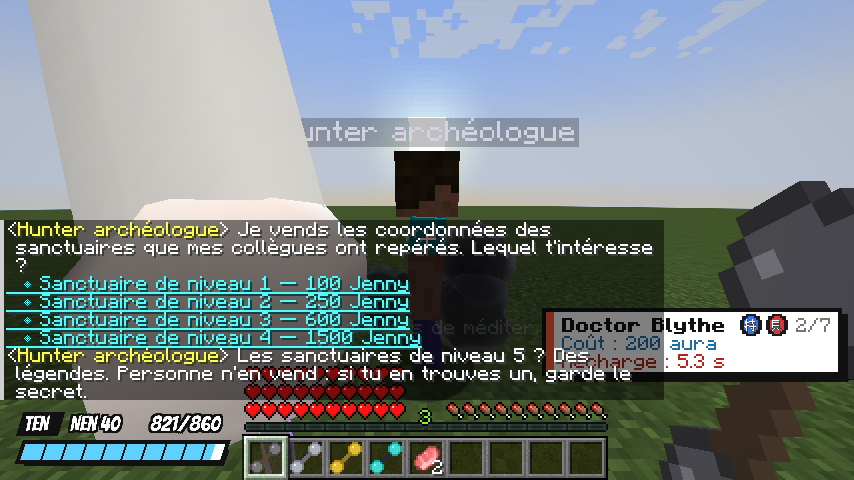 unter archéologue
<Hunter archéologue> Je vends les coordonnées des
sanctuaires que mes collègues ont repérés. Lequel t'intéresse
?
⬥ Sanctuaire de niveau 1 — 100 Jenny
⬥ Sanctuaire de niveau 2 — 250 Jenny
⬥ Sanctuaire de niveau 3 — 600 Jenny
⬥ Sanctuaire de niveau 4 — 1500 Jenny
<Hunter archéologue> Les sanctuaires de niveau 5 ? Des
légendes. Personne n'en vend : si tu en trouves un, garde le
secret.
s de méditer
Doctor Blythe 2/7
Coût : 200 aura
Recharge : 5.3 s
TEN NEN 40 821/860
3
2